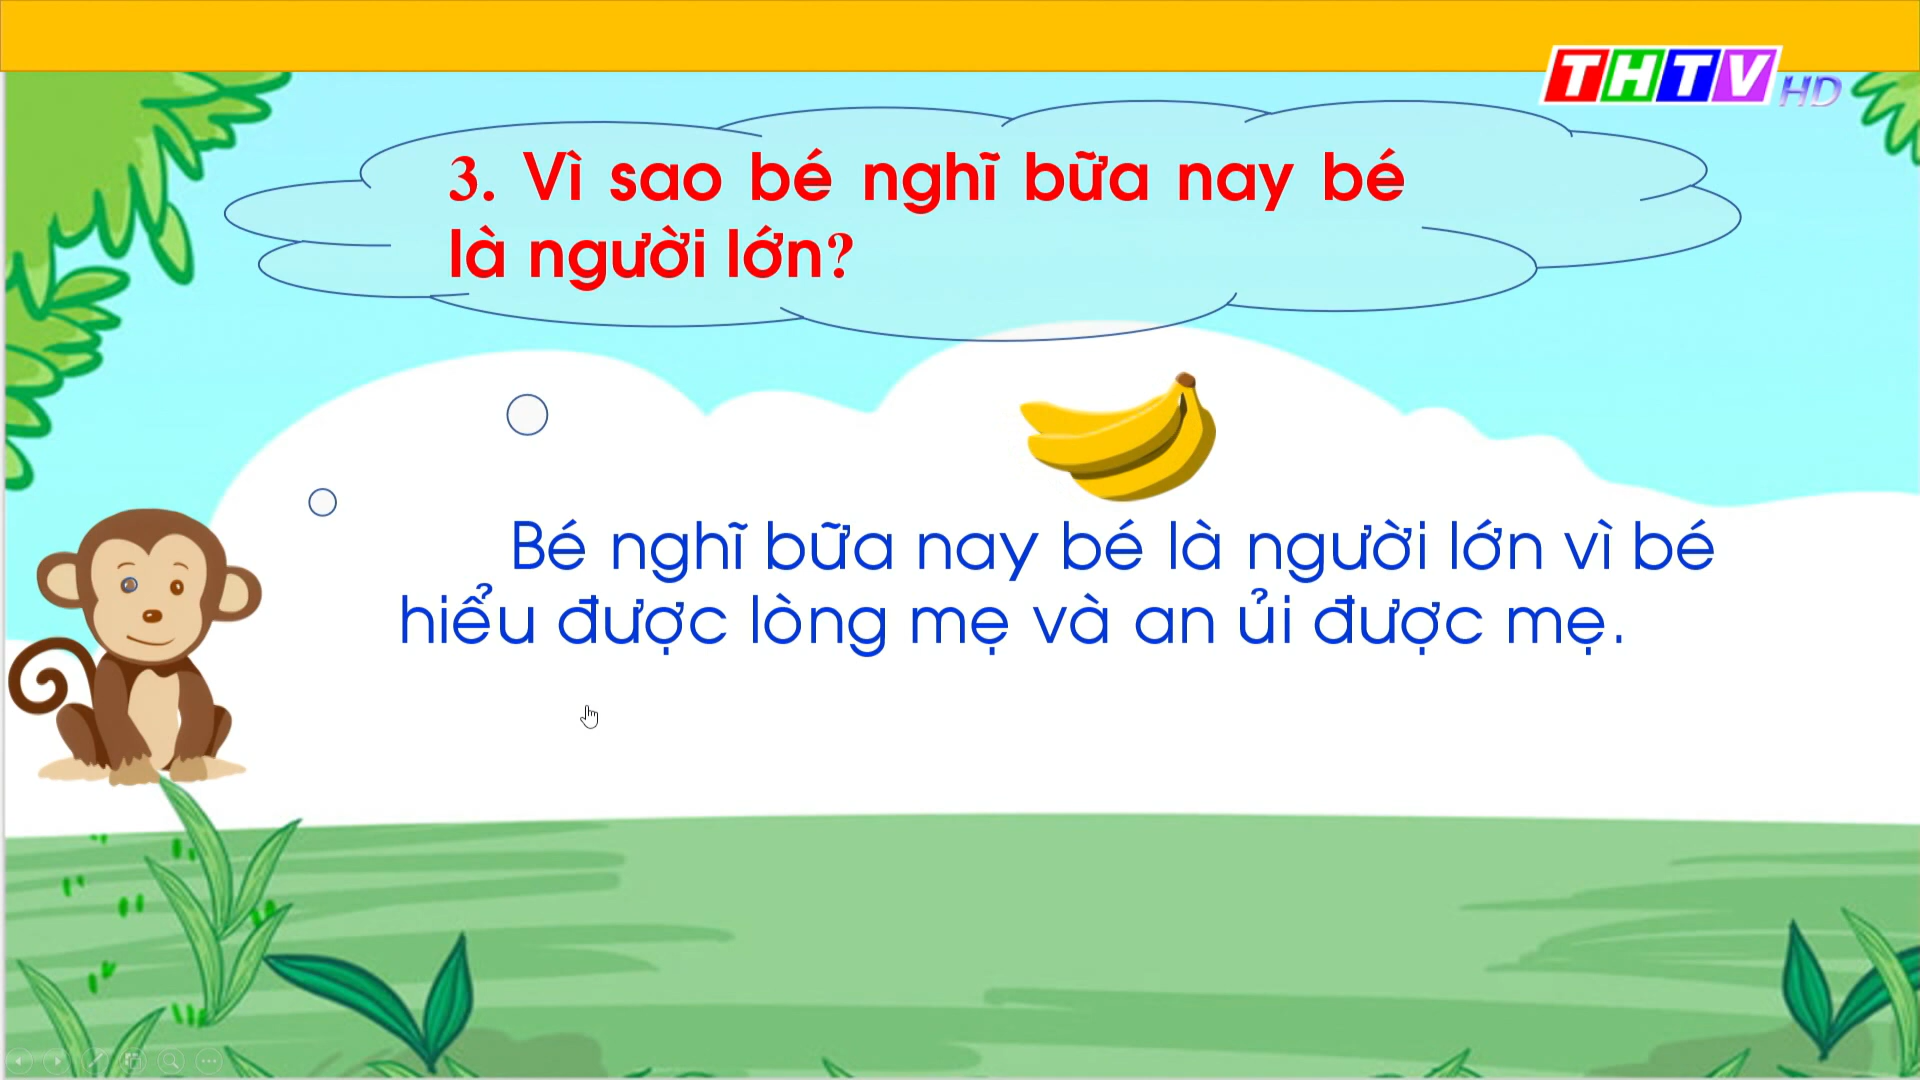 THTV HD
3. Vì sao bé nghĩ bữa nay bé
là người lớn?
Bé nghĩ bữa nay bé là người lớn vì bé
hiểu được lòng mẹ và an ủi được mẹ.